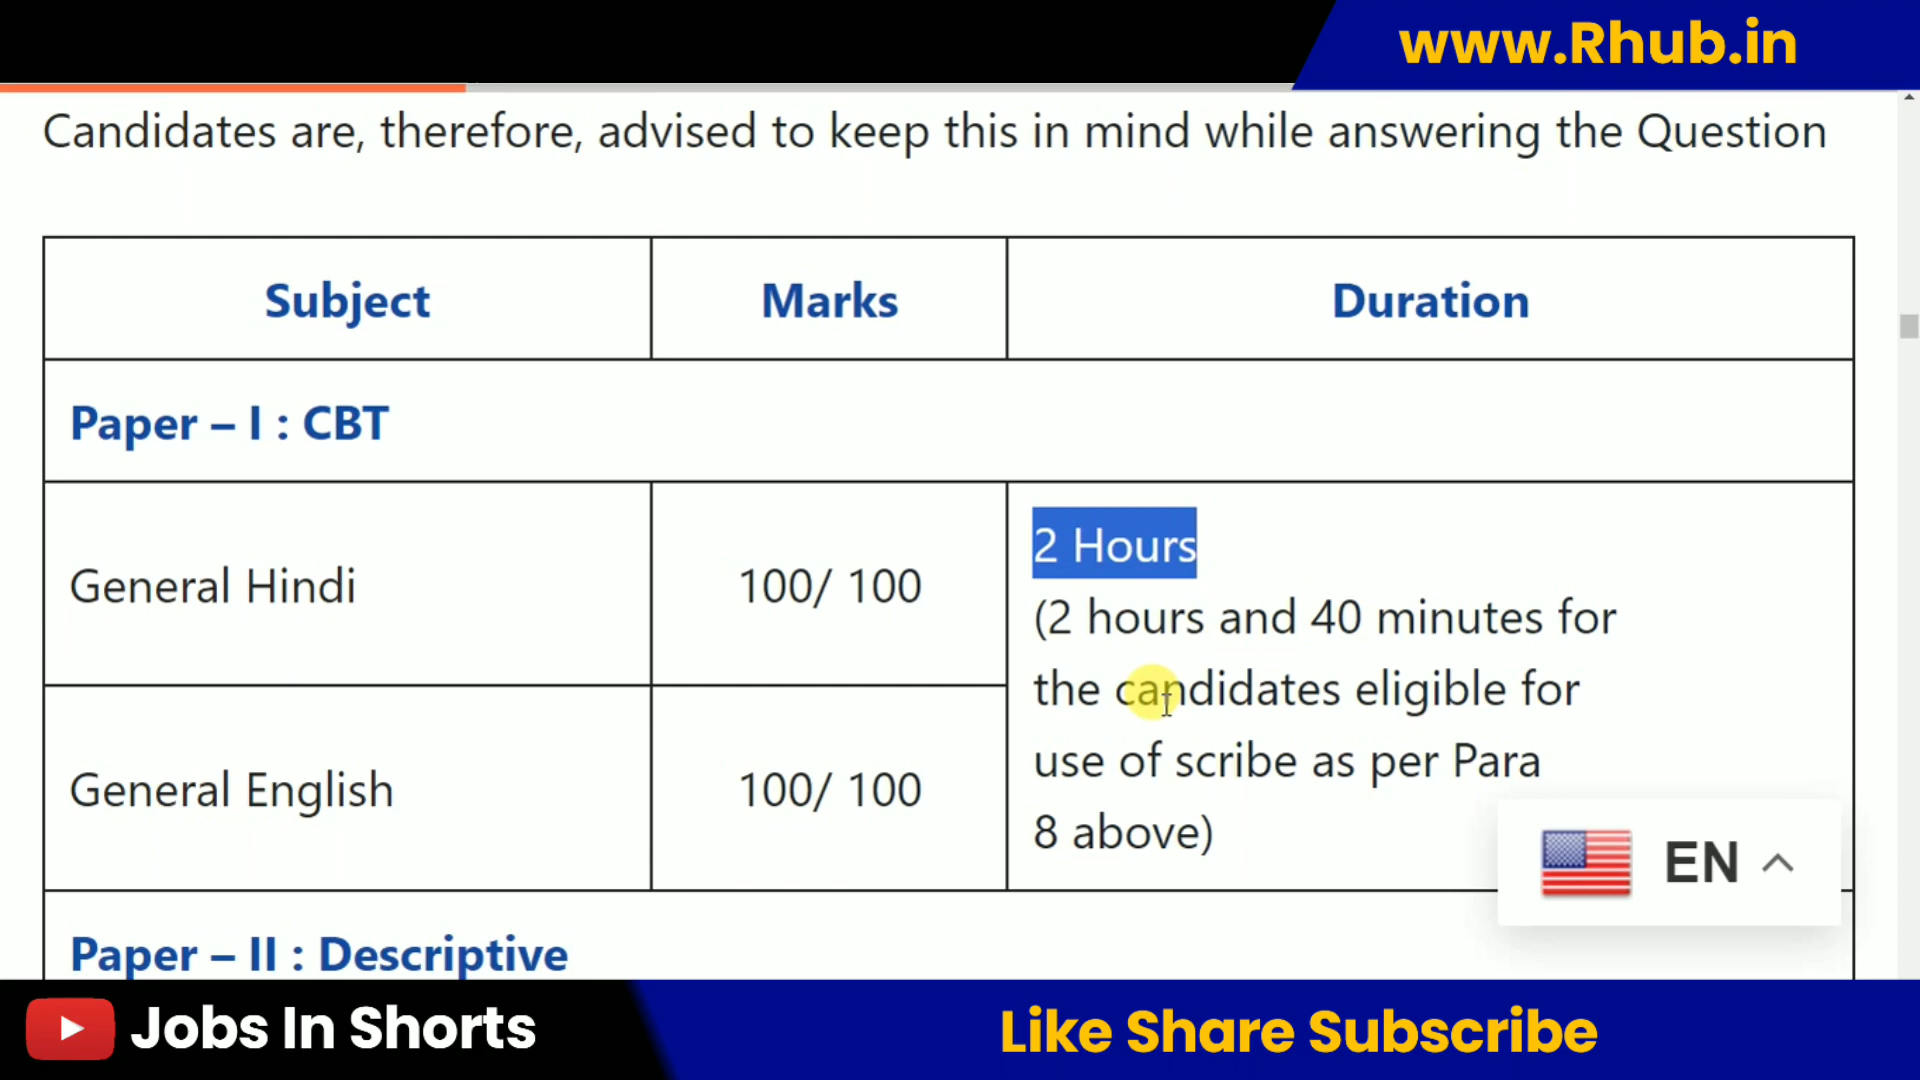 www.Rhub.in
Candidates are, therefore, advised to keep this in mind while answering the Question
Subject Marks Duration
Paper – I : CBT
General Hindi 100/ 100
2 Hours
(2 hours and 40 minutes for
the candidates eligible for
use of scribe as per Para
8 above)
General English 100/ 100
EN
Paper – II : Descriptive
Jobs In Shorts
Like Share Subscribe